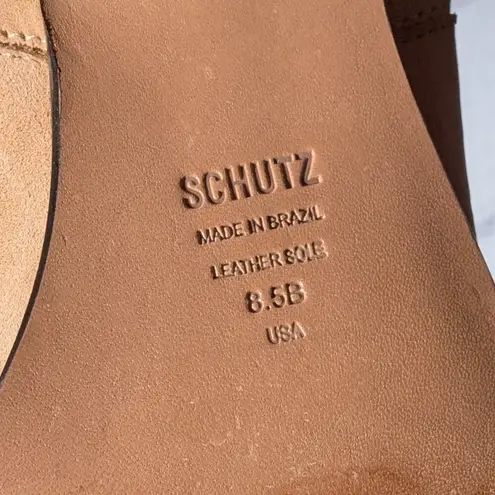 SCHUTZ
MADE IN BRAZIL
LEATHER SOLE
8.5B
USA